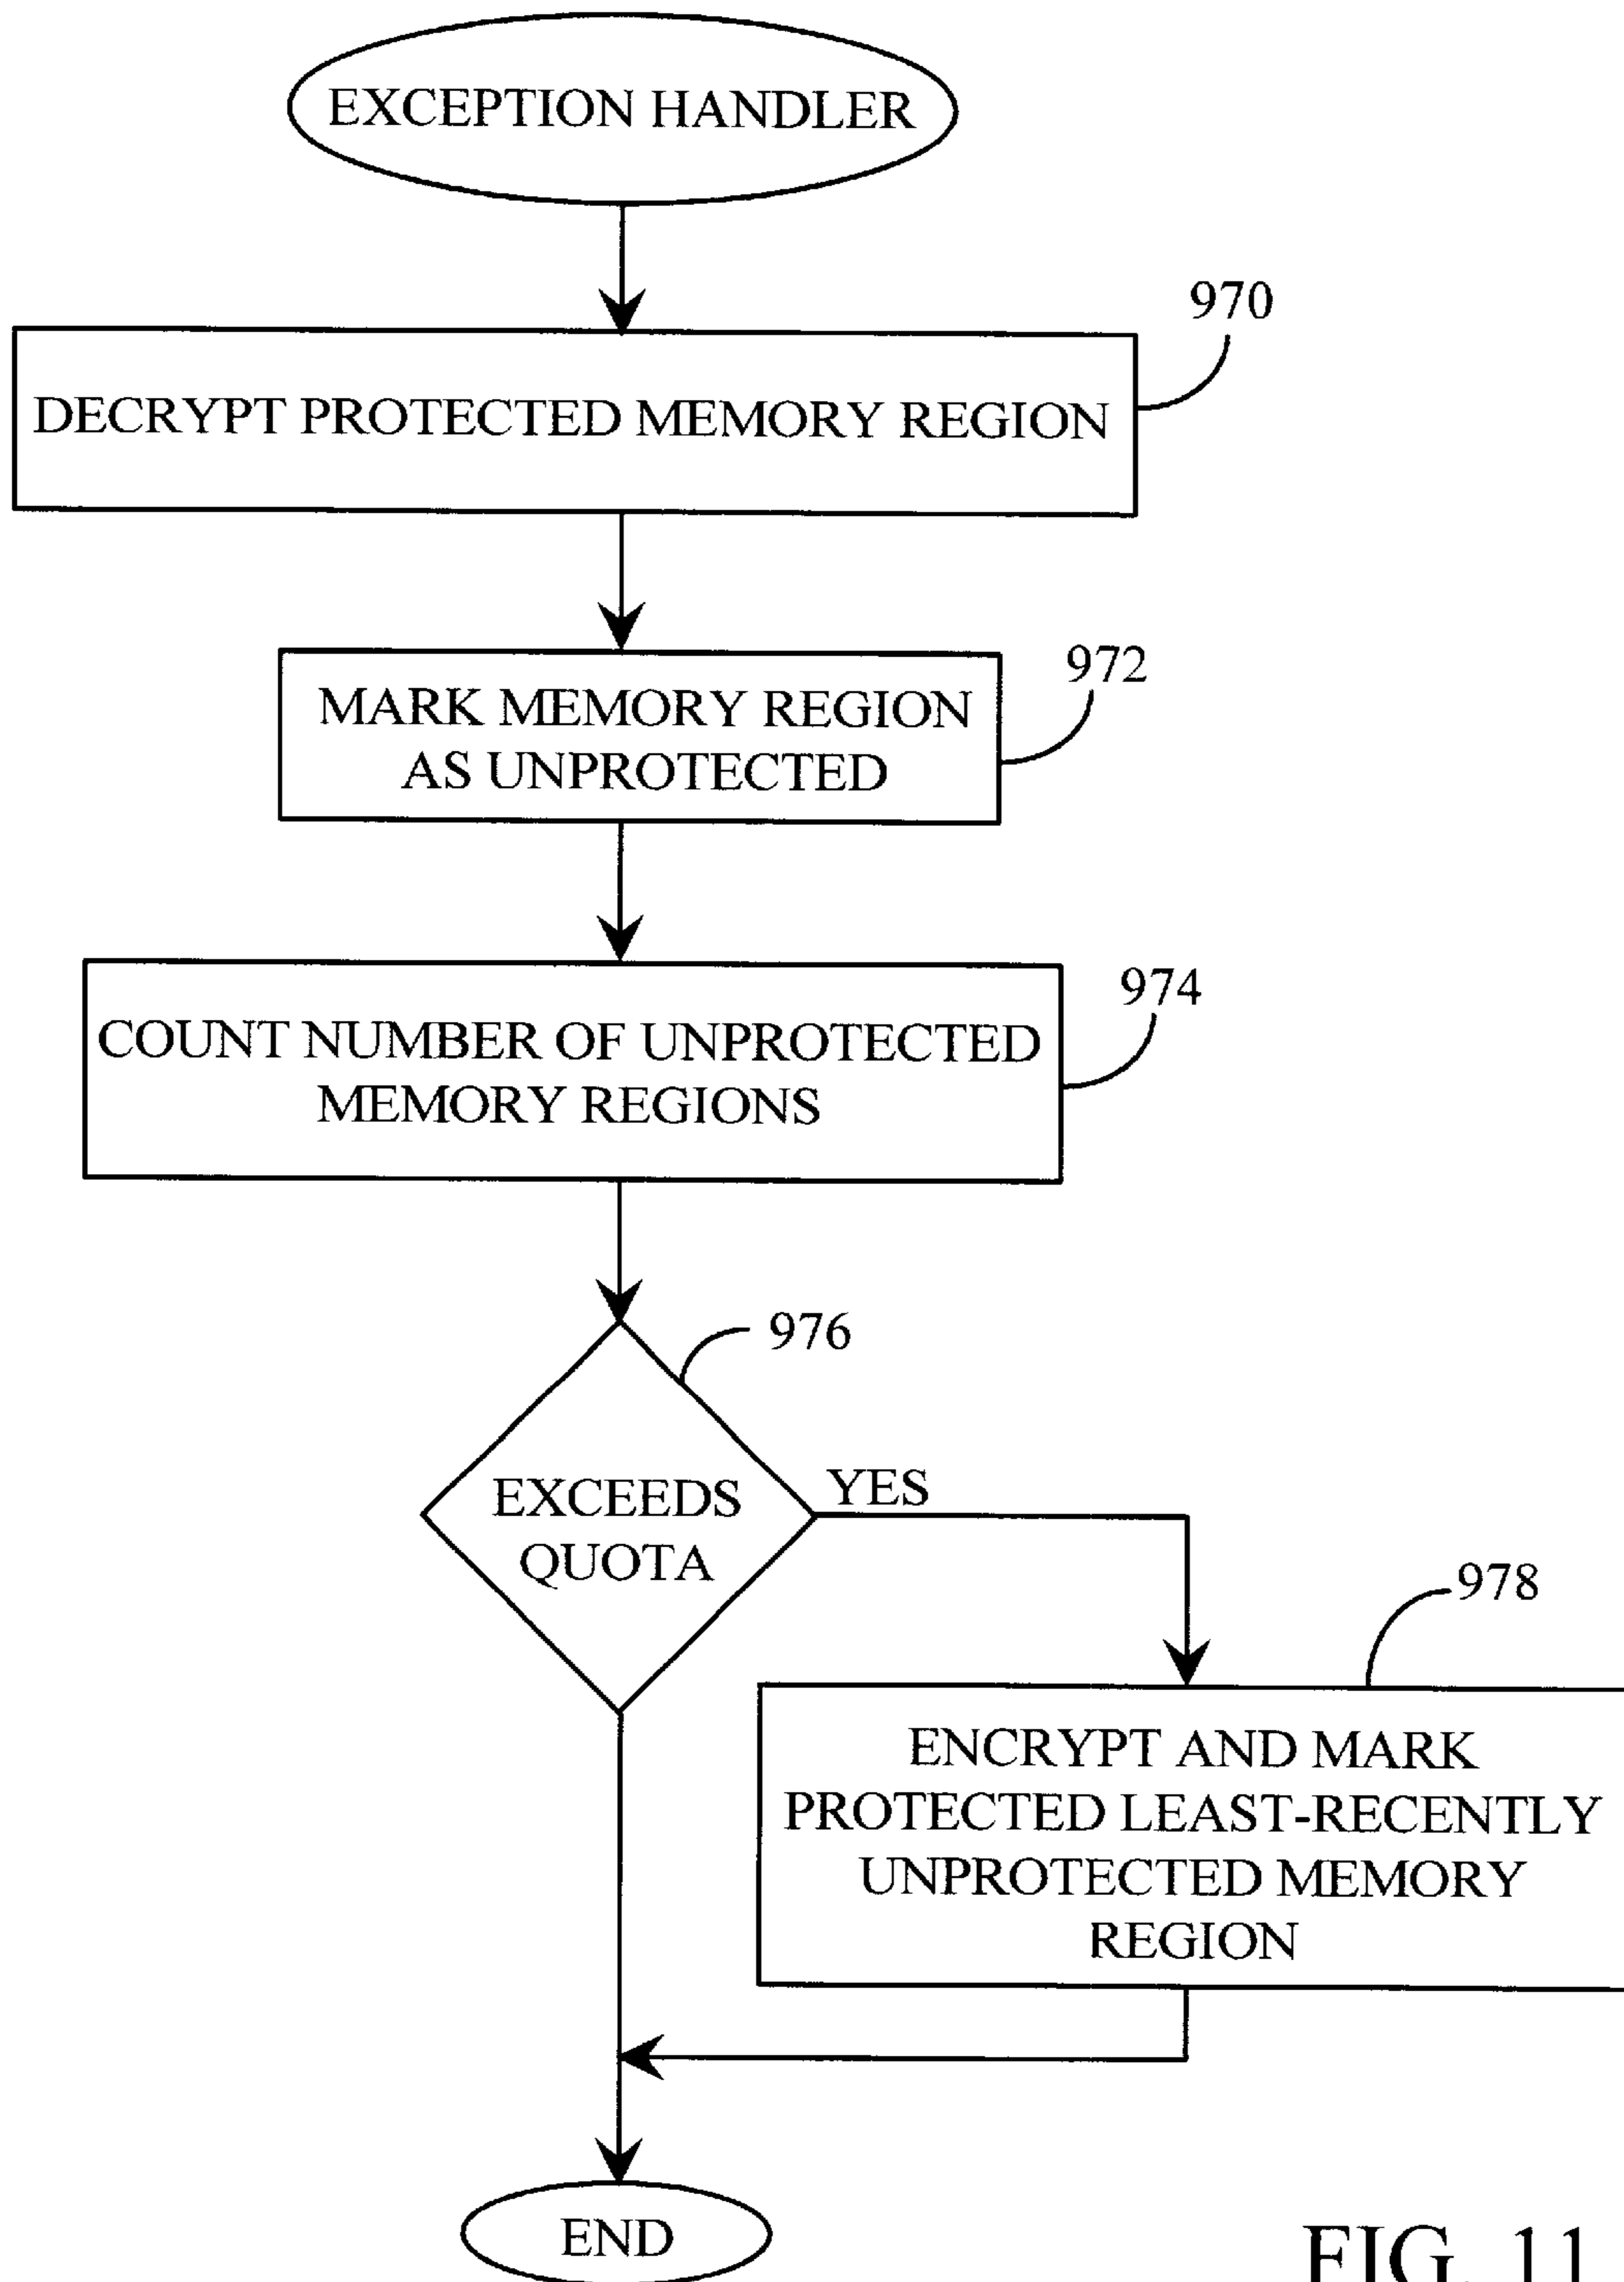 EXCEPTION HANDLER
970
DECRYPT PROTECTED MEMORY REGION
972
MARK MEMORY REGION
AS UNPROTECTED
974
COUNT NUMBER OF UNPROTECTED
MEMORY REGIONS
976
EXCEEDS
QUOTA
YES
978
ENCRYPT AND MARK
PROTECTED LEAST-RECENTLY
UNPROTECTED MEMORY
REGION
END
FIG. 11